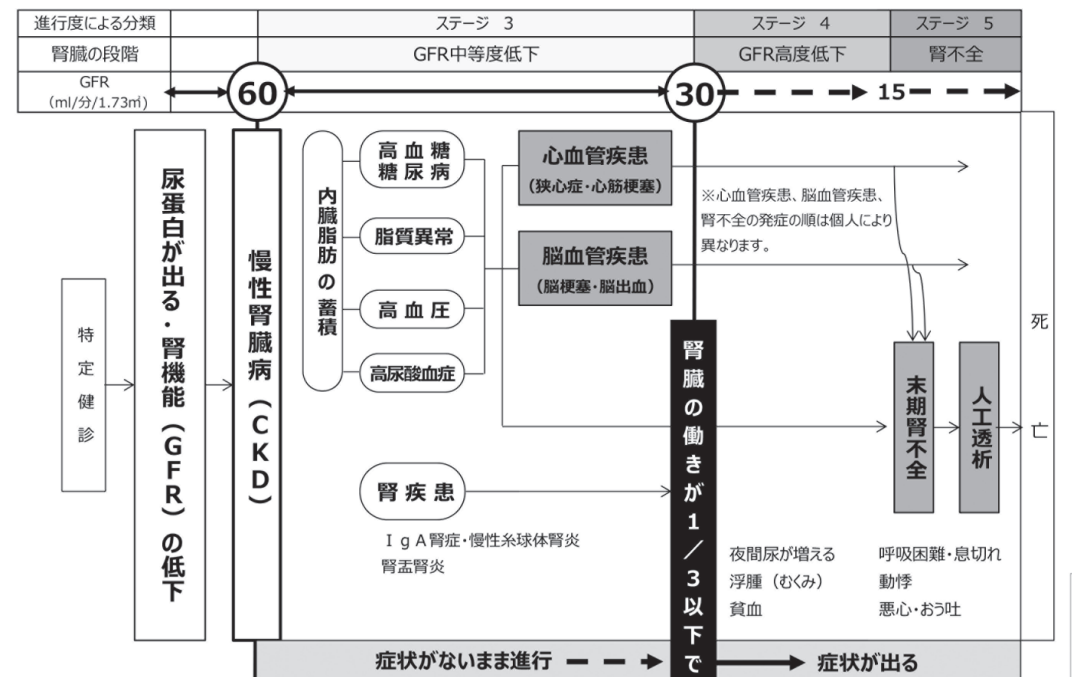 進行度による分類
ステージ 3
ステージ 4
ステージ 5
腎臓の段階
GFR中等度低下
GFR高度低下
腎不全
GFR
（ml/分/1.73㎡）
60
30
15
特定健診
尿蛋白が出る・腎機能（GFR）の低下
慢性腎臓病（CKD）
内臓脂肪の蓄積
高血糖
糖尿病
脂質異常
高血圧
高尿酸血症
腎疾患
ＩｇＡ腎症・慢性糸球体腎炎
腎盂腎炎
心血管疾患
（狭心症・心筋梗塞）
脳血管疾患
（脳梗塞・脳出血）
※心血管疾患、脳血管疾患、
腎不全の発症の順は個人により
異なります。
腎臓の働きが１／３以下で
末期腎不全
人工透析
死亡
夜間尿が増える
浮腫（むくみ）
貧血
呼吸困難・息切れ
動悸
悪心・おう吐
症状がないまま進行
症状が出る